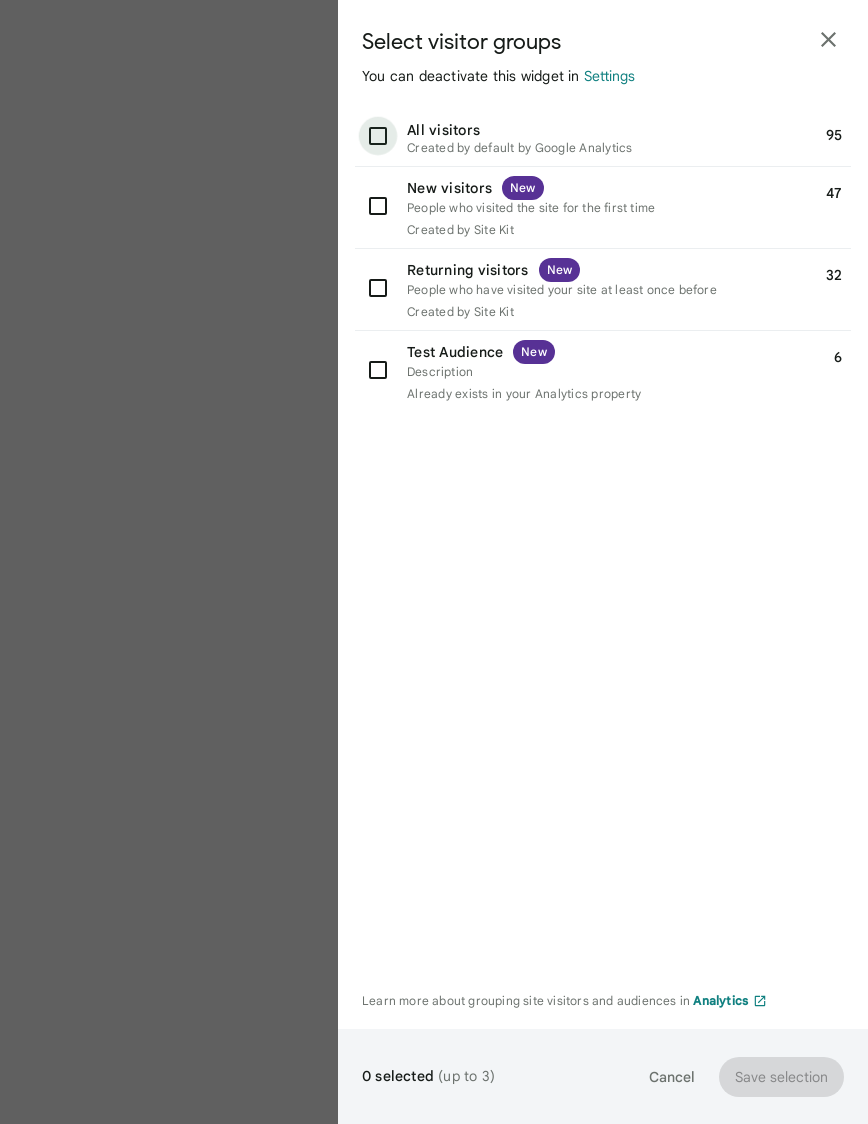 Select visitor groups
You can deactivate this widget in Settings
All visitors 95
Created by default by Google Analytics
New visitors New 47
People who visited the site for the first time
Created by Site Kit
Returning visitors New 32
People who have visited your site at least once before
Created by Site Kit
Test Audience New 6
Description
Already exists in your Analytics property
Learn more about grouping site visitors and audiences in Analytics
0 selected (up to 3) Cancel Save selection